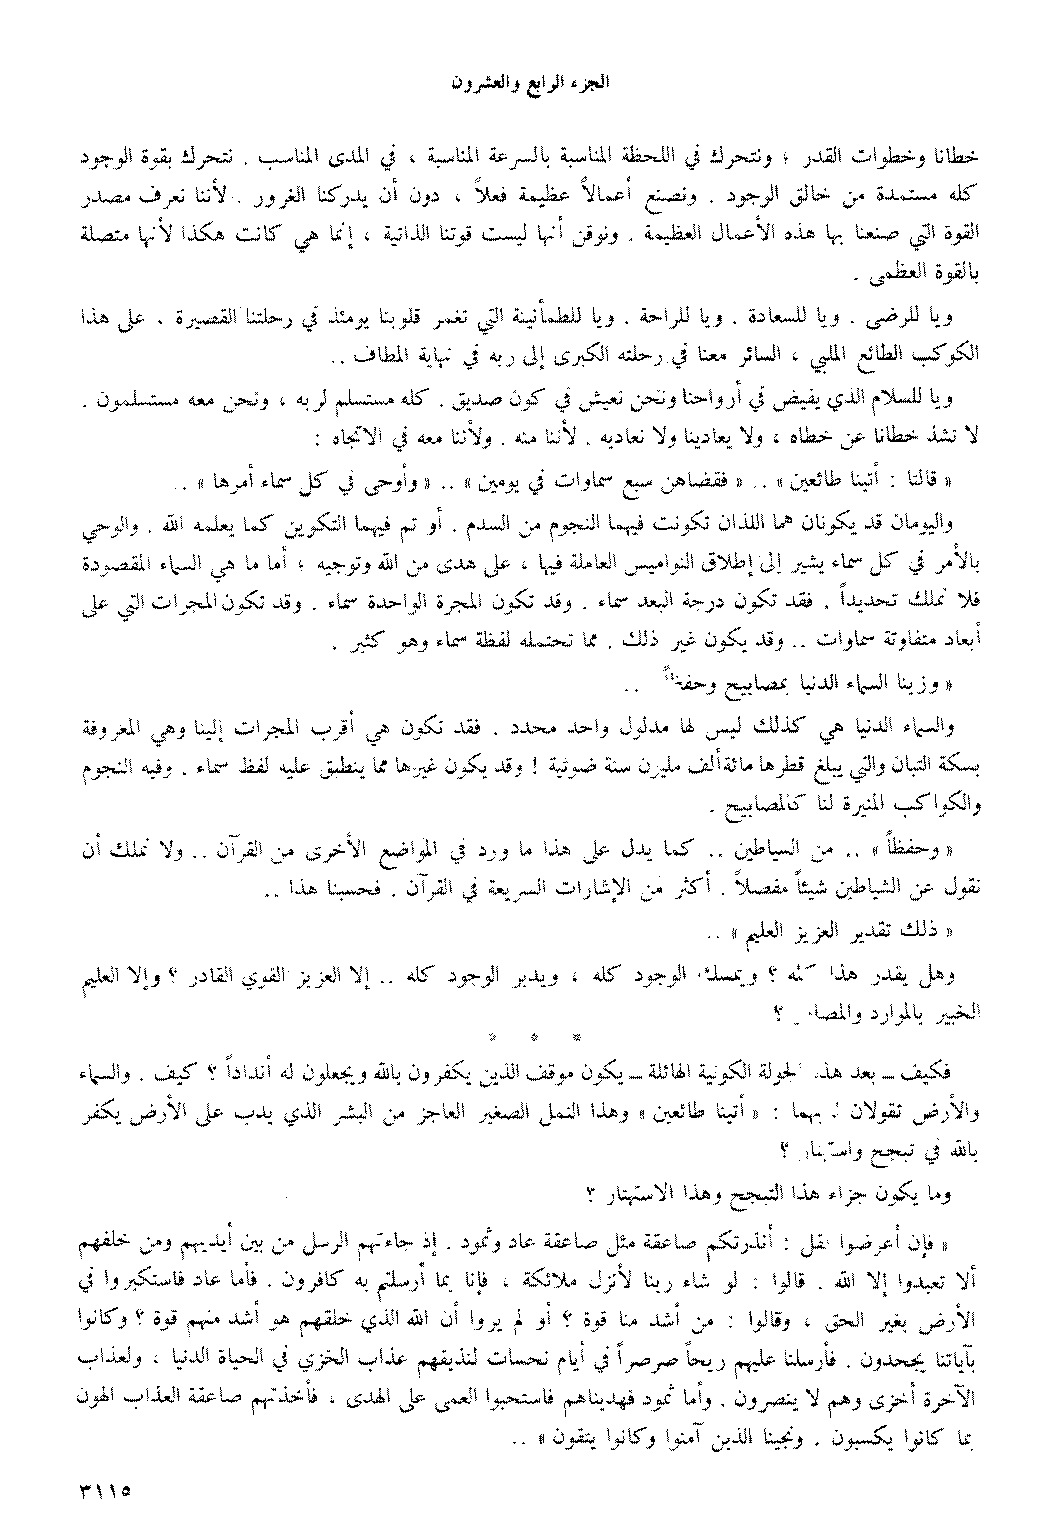 الجزء الرابع والعشرون
خطانا وخطوات القدر ؛ ونتحرك في اللحظة المناسبة بالسرعة المناسبة ، في المدى المناسب . نتحرك بقوة الوجود
كله مستمدة من خالق الوجود . ونصنع أعمالاً عظيمة فعلاً ، دون أن يدركنا الغرور . لأننا نعرف مصدر
القوة التي صنعنا بها هذه الأعمال العظيمة . ونوقن أنها ليست قوتنا الذاتية ، إنما هي كانت هكذا لأنها متصلة
بالقوة العظمى .
ويا للرضى . ويا للسعادة . ويا للراحة . ويا للطمأنينة التي تغمر قلوبنا يومئذ في رحلتنا القصيرة . على هذا
الكوكب الطائع الملبي ، السائر معنا في رحلته الكبرى إلى ربه في نهاية المطاف ..
ويا للسلام الذي يفيض في أرواحنا ونحن نعيش في كون صديق . كله مستسلم لربه ، ونحن معه مستسلمون .
لا تشذ خطانا عن خطاه ، ولا يعادينا ولا نعاديه . لأننا منه . ولأننا معه في الاتجاه :
« قالتا : أتينا طائعين » .. « فقضاهن سبع سماوات في يومين » .. « وأوحى في كل سماء أمرها » ..
واليومان قد يكونان هما اللذان تكونت فيهما النجوم من السدم . أو تم فيهما التكوين كما يعلمه الله . والوحي
بالأمر في كل سماء يشير إلى إطلاق النواميس العاملة فيها ، على هدى من الله وتوجيه ؛ أما ما هي السماء المقصودة
فلا نملك تحديداً . فقد تكون درجة البعد سماء . وقد تكون المجرة الواحدة سماء . وقد تكون المجرات التي على
أبعاد متفاوتة سماوات .. وقد يكون غير ذلك . مما تحتمله لفظة سماء وهو كثير .
« وزينا السماء الدنيا بمصابيح ..
والسماء الدنيا هي كذلك ليس لها مدلول واحد محدد . فقد تكون هي أقرب المجرات إلينا وهي المعروفة
بسكة التبان والتي يبلغ قطرها مائة ألف مليون سنة ضوئية ! وقد يكون غيرها مما ينطبق عليه لفظ سماء . وفيه النجوم
والكواكب المنيرة لنا كالمصابيح .
« وحفظاً » .. من الشياطين .. كما يدل على هذا ما ورد في المواضع الأخرى من القرآن .. ولا نملك أن
نقول عن الشياطين شيئاً مفصلاً . أكثر من الإشارات السريعة في القرآن . فحسبنا هذا ..
« ذلك تقدير العزيز العليم » ..
وهل يقدر هذا كله ؟ ويمسك الوجود كله ، ويدبر الوجود كله .. إلا العزيز القوي القادر ؟ وإلا العليم
الخبير بالموارد ؟
* * *
فكيف ــ بعد هذه الجولة الكونية الهائلة ــ يكون موقف الذين يكفرون بالله ويجعلون له أنداداً ؟ كيف . والسماء
والأرض تقولان لربهما : « أتينا طائعين » وهذا النمل الصغير العاجز من البشر الذي يدب على الأرض يكفر
بالله في تبجح واستهتار ؟
وما يكون جزاء هذا التبجح وهذا الاستهتار ؟
« فإن أعرضوا فقل : أنذرتكم صاعقة مثل صاعقة عاد وثمود . إذ جاءتهم الرسل من بين أيديهم ومن خلفهم
ألا تعبدوا إلا الله . قالوا : لو شاء ربنا لأنزل ملائكة ، فإنا بما أرسلتم به كافرون . فأما عاد فاستكبروا في
الأرض بغير الحق ، وقالوا : من أشد منا قوة ؟ أو لم يروا أن الله الذي خلقهم هو أشد منهم قوة ؟ وكانوا
بآياتنا يجحدون . فأرسلنا عليهم ريحاً صرصراً في أيام نحسات لنذيقهم عذاب الخزي في الحياة الدنيا ، ولعذاب
الآخرة أخزى وهم لا ينصرون . وأما ثمود فهديناهم فاستحبوا العمى على الهدى ، فأخذتهم صاعقة العذاب الهون
بما كانوا يكسبون . ونجينا الذين آمنوا وكانوا يتقون » ..
٣١١٥